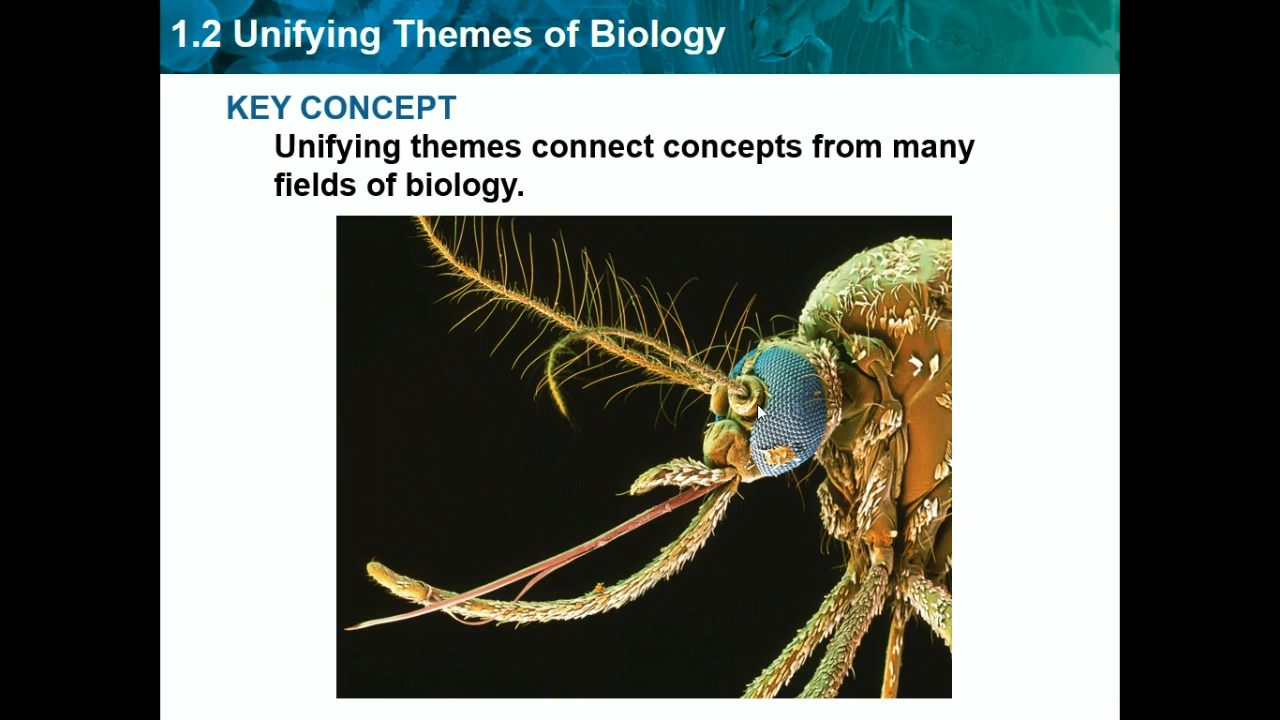 1.2 Unifying Themes of Biology
KEY CONCEPT
Unifying themes connect concepts from many
fields of biology.